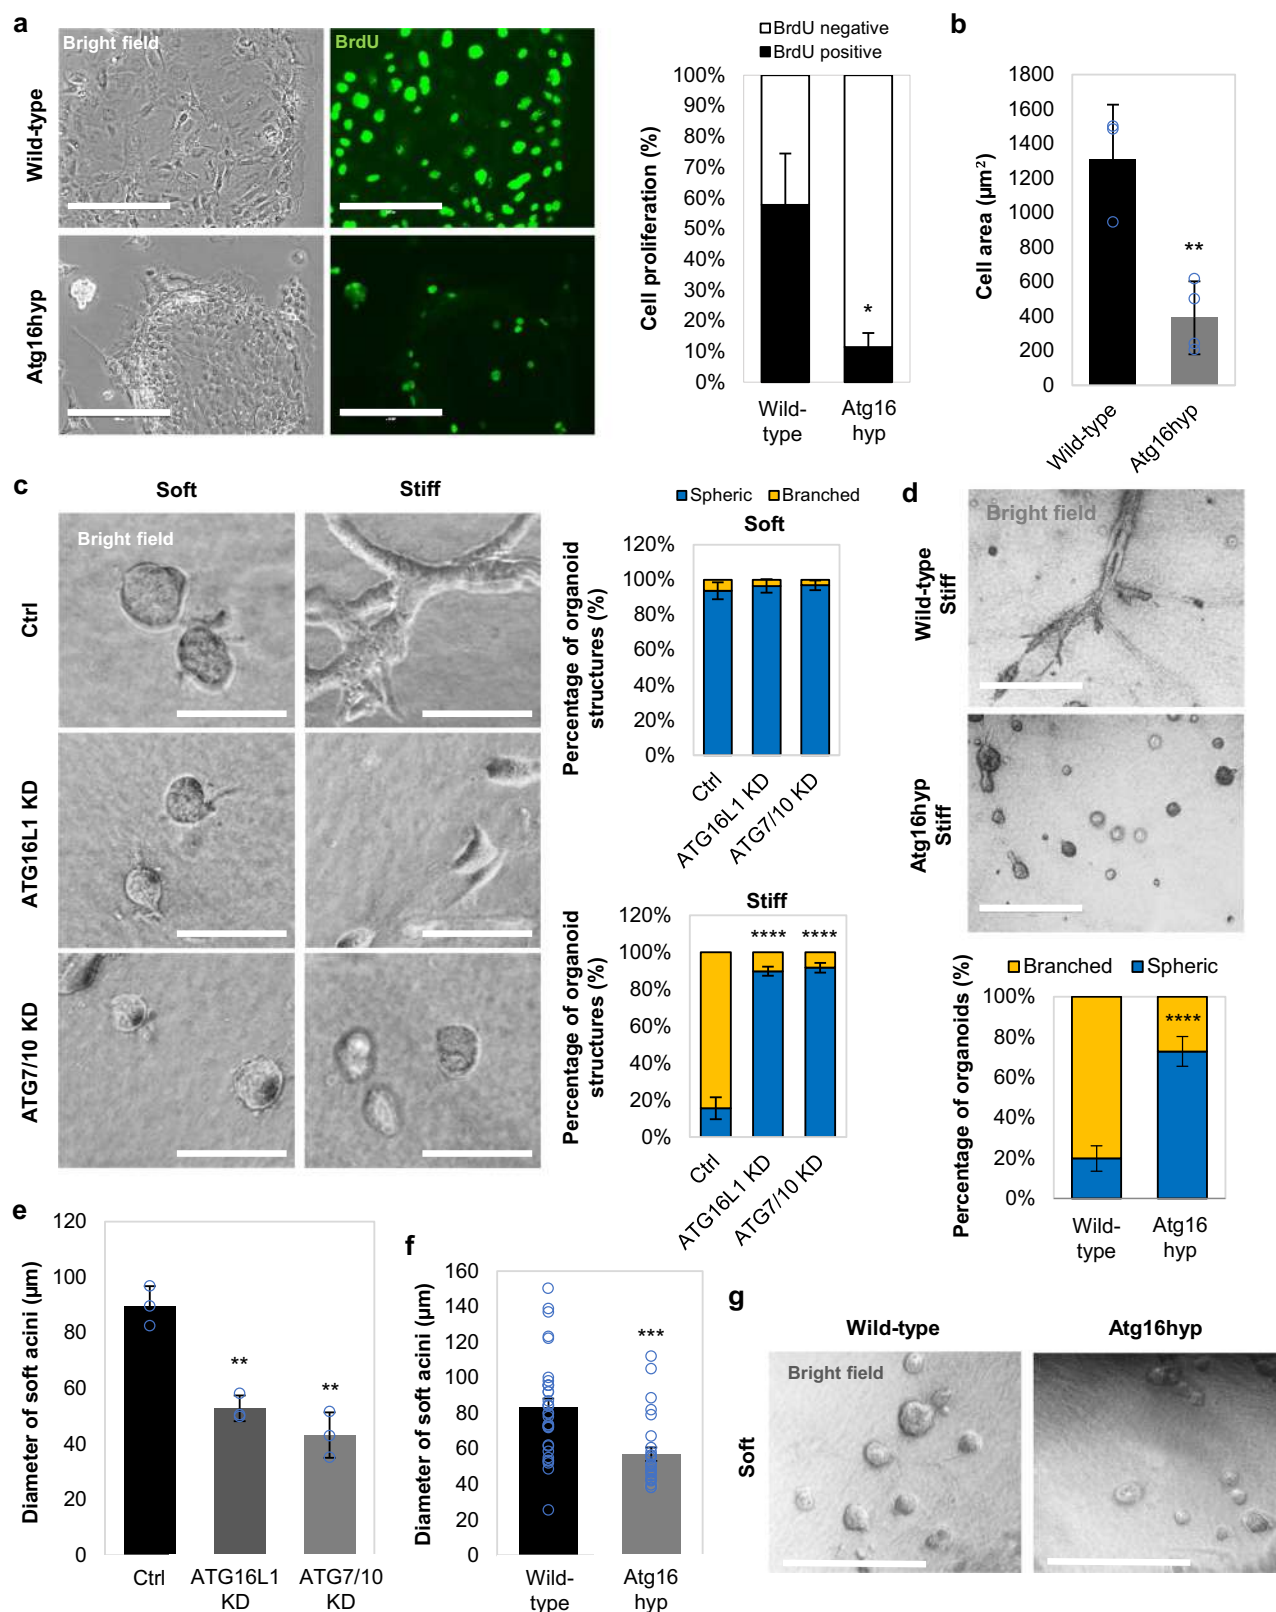 a
Bright field
BrdU
Wild-type
Atg16hyp
BrdU negative
BrdU positive
Cell proliferation (%)
100%
90%
80%
70%
60%
50%
40%
30%
20%
10%
0%
*
Wild-
type
Atg16
hyp
b
Cell area (µm²)
1800
1600
1400
1200
1000
800
600
400
200
0
**
Wild-type
Atg16hyp
c
Soft
Stiff
Bright field
Ctrl
ATG16L1 KD
ATG7/10 KD
Spheric
Branched
Soft
Percentage of organoid
structures (%)
120%
100%
80%
60%
40%
20%
0%
Ctrl
ATG16L1 KD
ATG7/10 KD
Stiff
Percentage of organoid
structures (%)
120%
100%
80%
60%
40%
20%
0%
****
****
Ctrl
ATG16L1 KD
ATG7/10 KD
d
Bright field
Wild-type
Stiff
Atg16hyp
Stiff
Branched
Spheric
Percentage of organoids (%)
100%
80%
60%
40%
20%
0%
****
Wild-
type
Atg16
hyp
e
Diameter of soft acini (µm)
120
100
80
60
40
20
0
**
**
Ctrl
ATG16L1
KD
ATG7/10
KD
f
Diameter of soft acini (µm)
160
140
120
100
80
60
40
20
0
***
Wild-
type
Atg16
hyp
g
Wild-type
Atg16hyp
Bright field
Soft